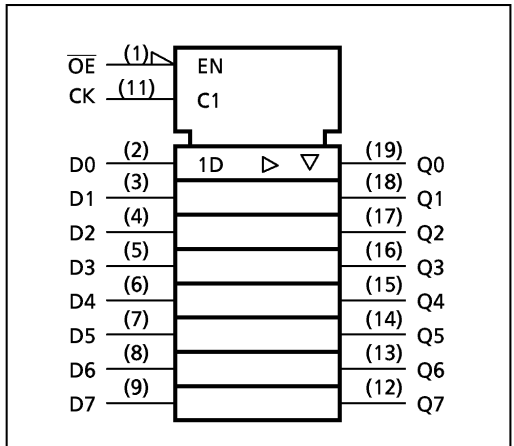 OE (1) EN
CK (11) C1
D0 (2) 1D (19) Q0
D1 (3) (18) Q1
D2 (4) (17) Q2
D3 (5) (16) Q3
D4 (6) (15) Q4
D5 (7) (14) Q5
D6 (8) (13) Q6
D7 (9) (12) Q7